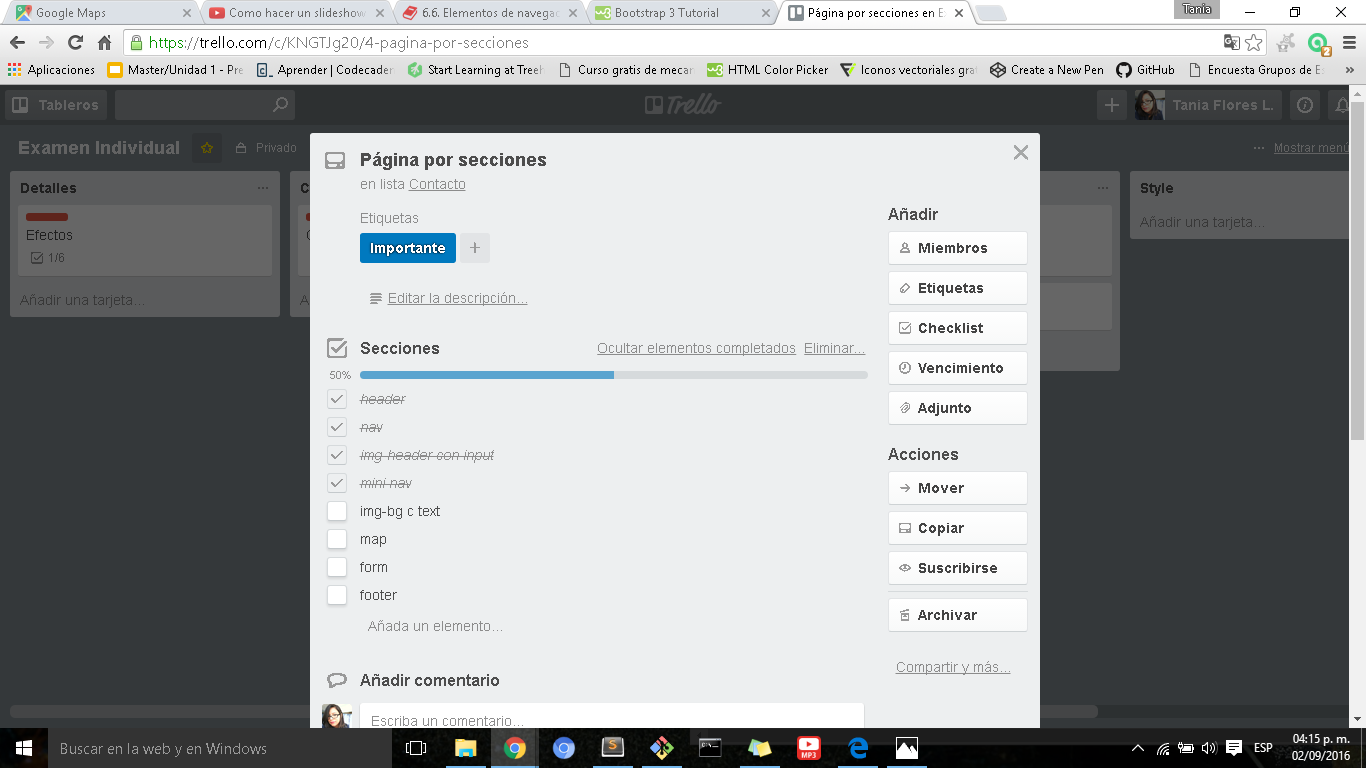 Google Maps
Como hacer un slideshow
6.6. Elementos de navegac
Bootstrap 3 Tutorial
Página por secciones en E
Tania
https://trello.com/c/KNGTJg20/4-pagina-por-secciones
Aplicaciones
Master/Unidad 1 - Pre
Aprender | Codecader
Start Learning at Treeh
Curso gratis de mecan
HTML Color Picker
Iconos vectoriales grat
Create a New Pen
GitHub
Encuesta Grupos de E
»
Tableros
Trello
Tania Flores L.
Examen Individual
Privado
Mostrar menú
Detalles
Efectos
1/6
Añadir una tarjeta...
Style
Añadir una tarjeta...
Página por secciones
en lista Contacto
Etiquetas
Importante
Editar la descripción...
Secciones
Ocultar elementos completados
Eliminar...
50%
header
nav
img-header con input
mini nav
img-bg c text
map
form
footer
Añada un elemento...
Añadir comentario
Escriba un comentario...
Añadir
Miembros
Etiquetas
Checklist
Vencimiento
Adjunto
Acciones
Mover
Copiar
Suscribirse
Archivar
Compartir y más...
Buscar en la web y en Windows
MP3
ESP
04:15 p. m.
02/09/2016